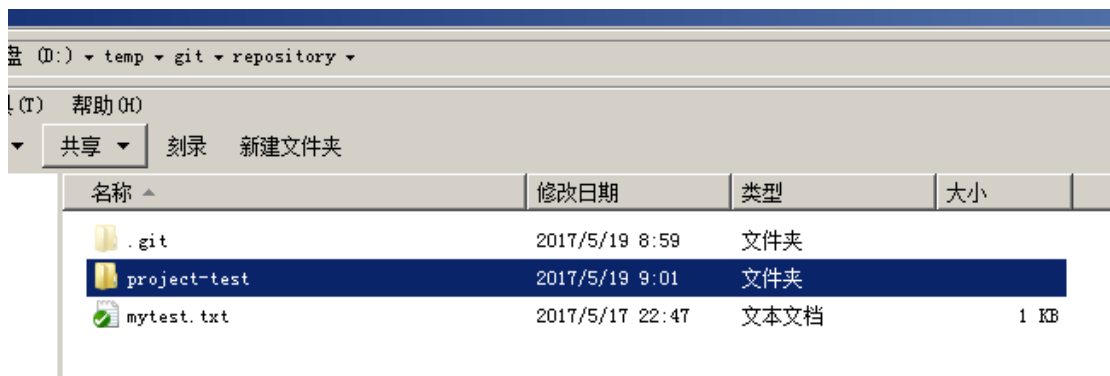 盘 (D:) ▾ temp ▾ git ▾ repository ▾
(T) 帮助(H)
共享 刻录 新建文件夹
名称 修改日期 类型 大小
.git 2017/5/19 8:59 文件夹
project-test 2017/5/19 9:01 文件夹
mytest.txt 2017/5/17 22:47 文本文档 1 KB